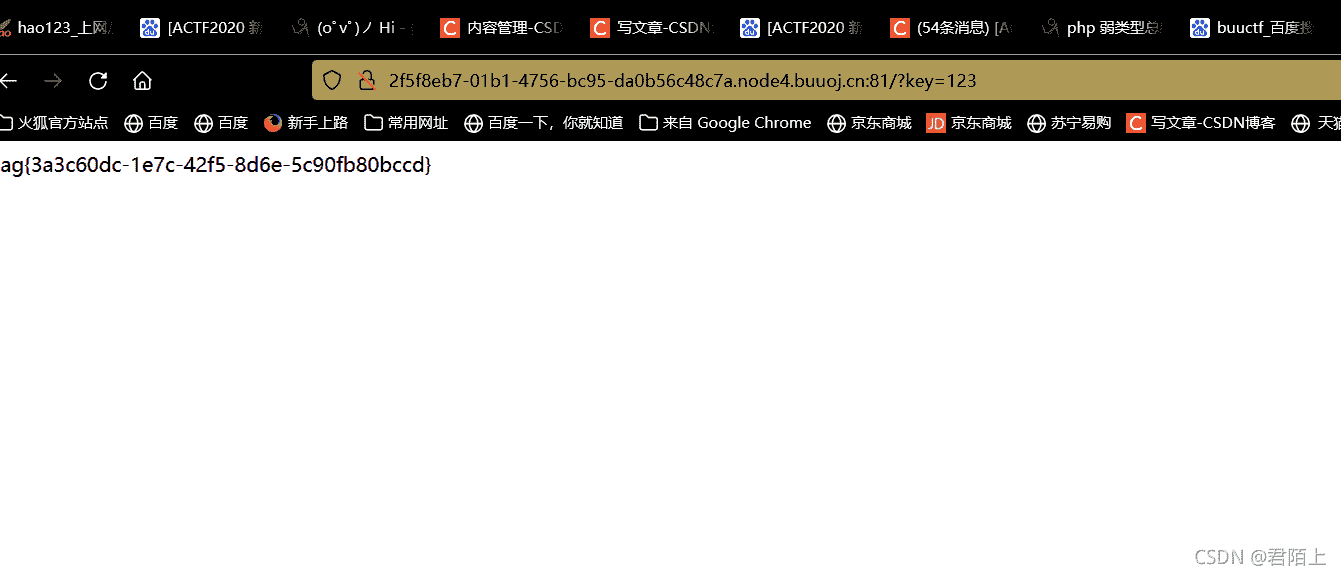 hao123_上网
[ACTF2020 新
(oﾟvﾟ)ノ Hi -
内容管理-CSD
写文章-CSDN
[ACTF2020 新
(54条消息) [A
php 弱类型总
buuctf_百度搜
2f5f8eb7-01b1-4756-bc95-da0b56c48c7a.node4.buuoj.cn:81/?key=123
火狐官方站点 百度 百度 新手上路 常用网址 百度一下，你就知道 来自 Google Chrome 京东商城 JD 京东商城 苏宁易购 写文章-CSDN博客 天猫
ag{3a3c60dc-1e7c-42f5-8d6e-5c90fb80bccd}
CSDN @君陌上